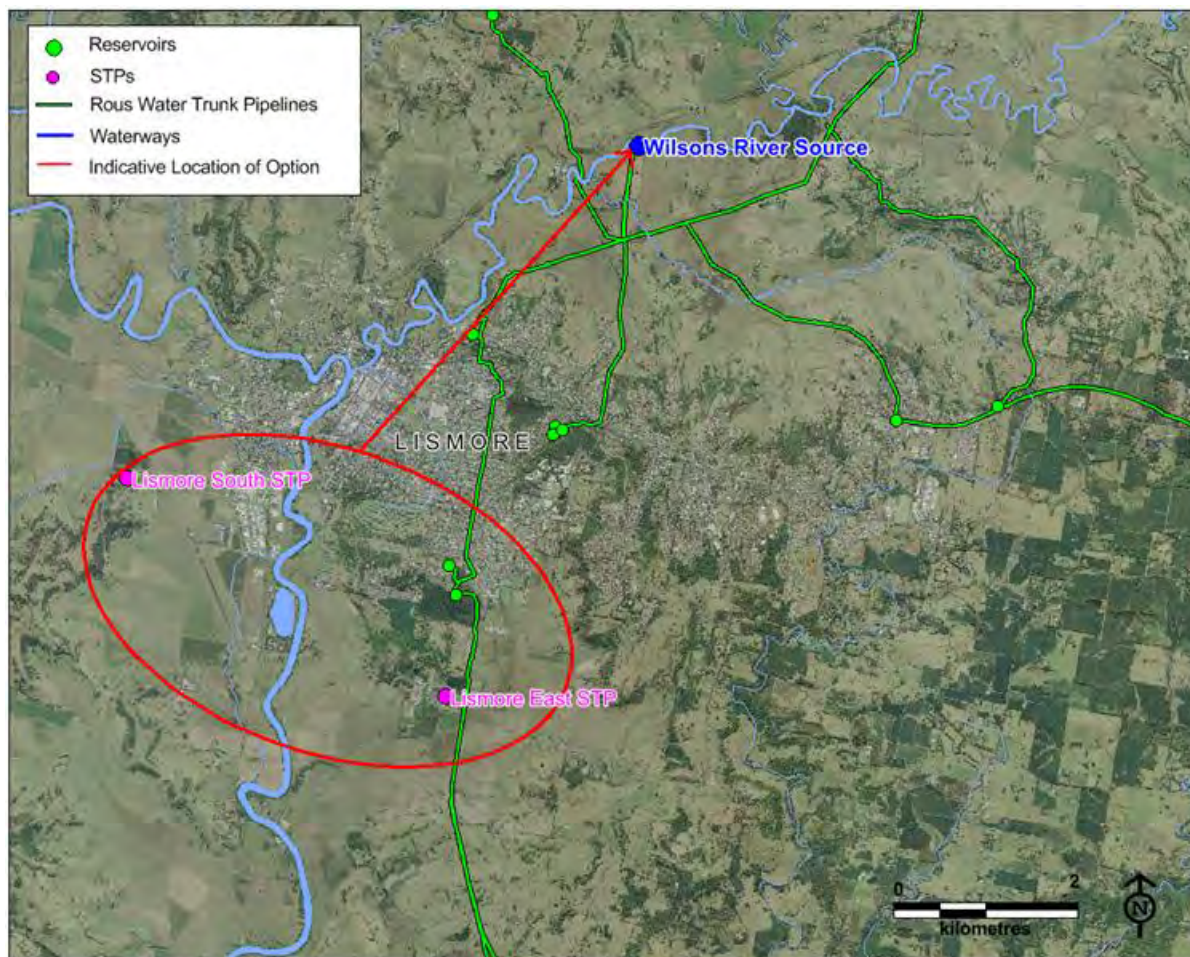 Reservoirs
STPs
Rous Water Trunk Pipelines
Waterways
Indicative Location of Option
Wilsons River Source
LISMORE
Lismore South STP
Lismore East STP
0 2
kilometres
N